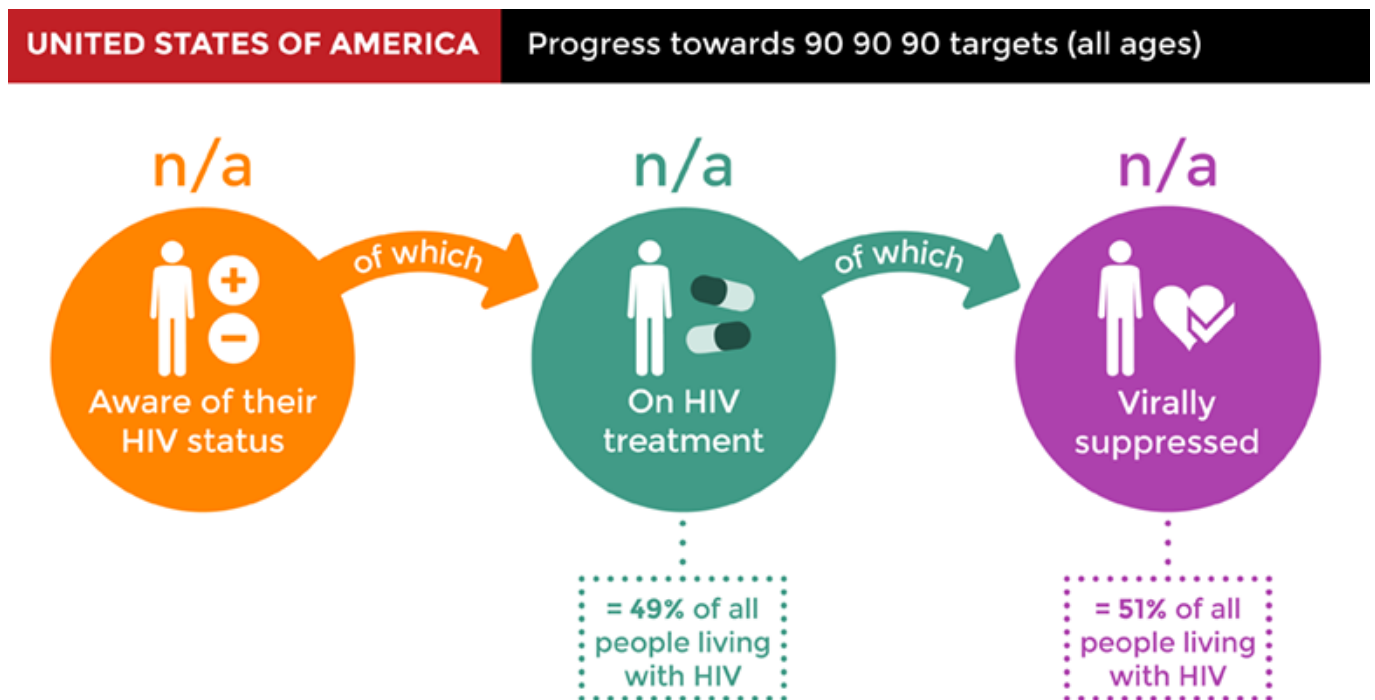 UNITED STATES OF AMERICA
Progress towards 90 90 90 targets (all ages)
n/a
+
−
Aware of their
HIV status
of which
n/a
On HIV
treatment
= 49% of all
people living
with HIV
of which
n/a
Virally
suppressed
= 51% of all
people living
with HIV